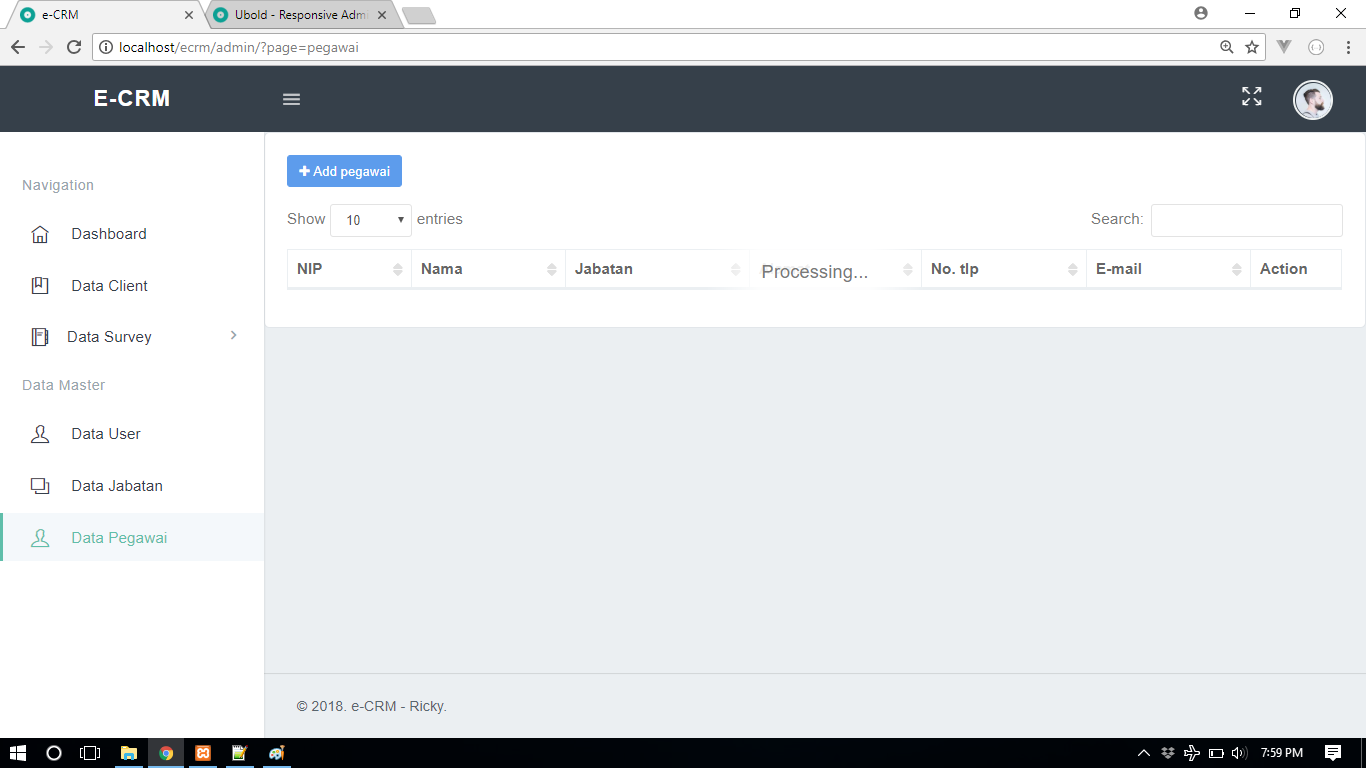 e-CRM
Ubold - Responsive Adm
localhost/ecrm/admin/?page=pegawai
E-CRM
Navigation
Dashboard
Data Client
Data Survey
Data Master
Data User
Data Jabatan
Data Pegawai
Add pegawai
Show 10 entries
Search:
NIP Nama Jabatan Processing... No. tlp E-mail Action
© 2018. e-CRM - Ricky.
7:59 PM